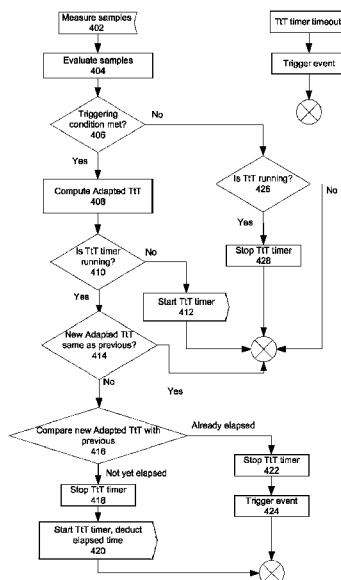 Measure samples
402
TtT timer timeout
Evaluate samples
404
Trigger event
Triggering
condition met?
406
No
Yes
Compute Adapted TtT
408
Is TtT running?
426
No
Yes
Is TtT timer
running?
410
No
Stop TtT timer
428
Yes
Start TtT timer
412
New Adapted TtT
same as previous?
414
No
Yes
Compare new Adapted TtT with
previous
416
Already elapsed
Not yet elapsed
Stop TtT timer
422
Stop TtT timer
418
Trigger event
424
Start TtT timer, deduct
elapsed time
420